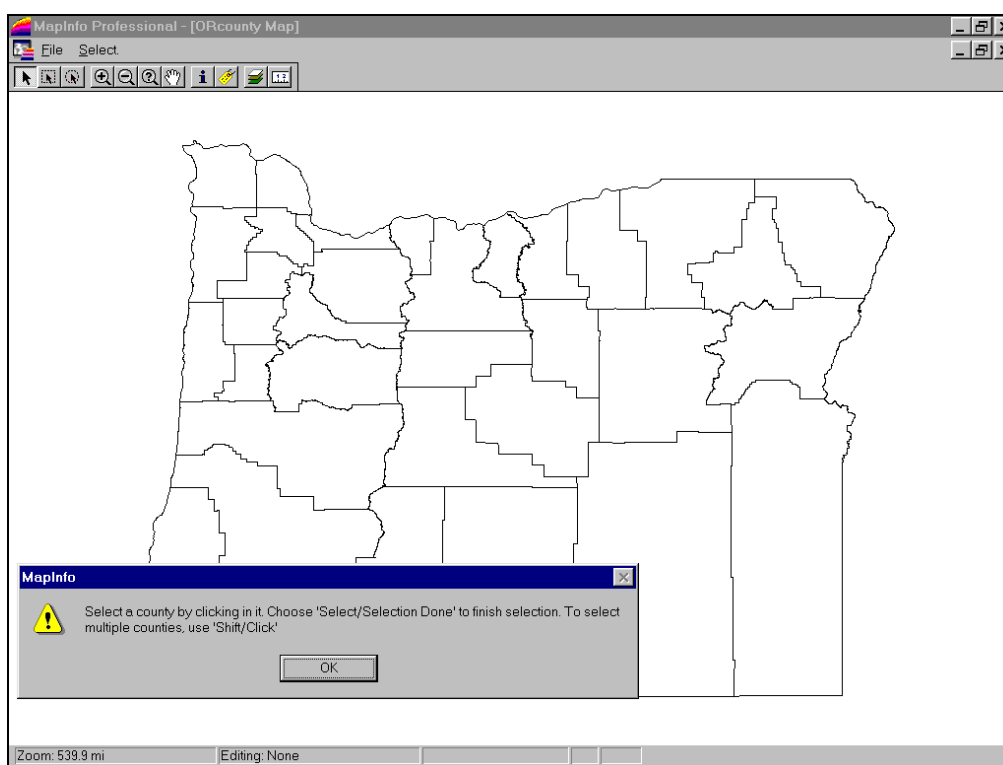 MapInfo Professional - [ORcounty Map]
File Select
MapInfo
Select a county by clicking in it. Choose 'Select/Selection Done' to finish selection. To select
multiple counties, use 'Shift/Click'
OK
Zoom: 539.9 mi Editing: None